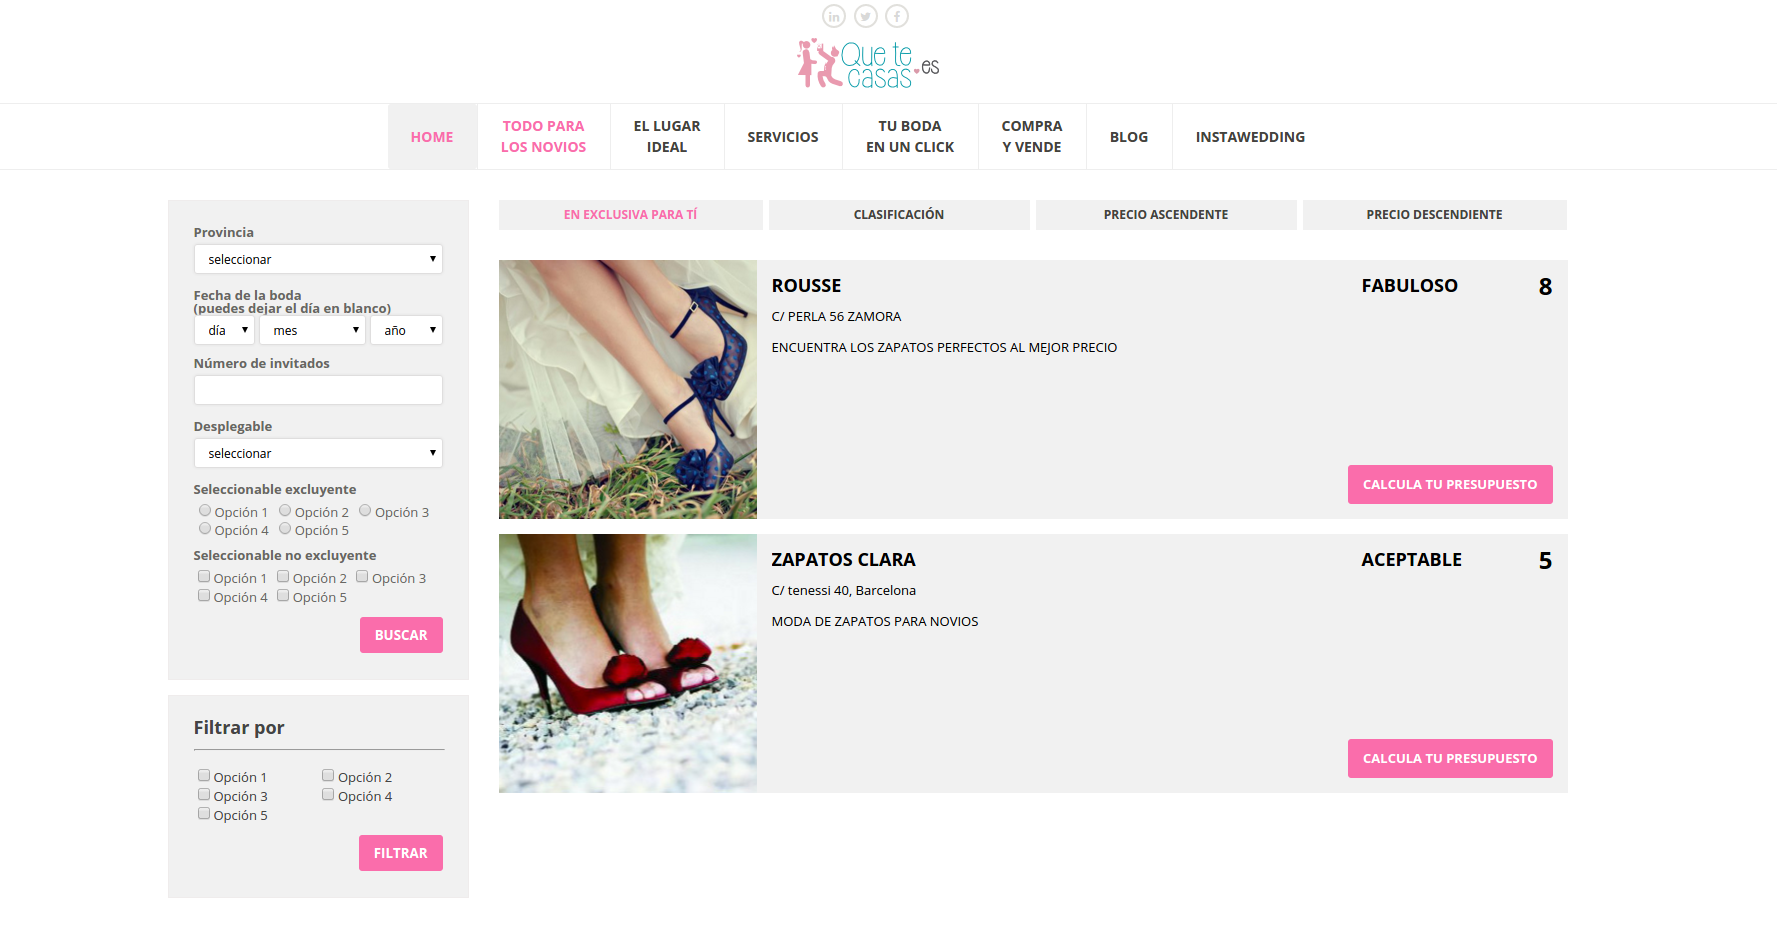 Que te
casas.es
HOME
TODO PARA
LOS NOVIOS
EL LUGAR
IDEAL
SERVICIOS
TU BODA
EN UN CLICK
COMPRA
Y VENDE
BLOG
INSTAWEDDING
Provincia
seleccionar
Fecha de la boda
(puedes dejar el día en blanco)
día mes año
Número de invitados
Desplegable
seleccionar
Seleccionable excluyente
Opción 1 Opción 2 Opción 3
Opción 4 Opción 5
Seleccionable no excluyente
Opción 1 Opción 2 Opción 3
Opción 4 Opción 5
BUSCAR
Filtrar por
Opción 1 Opción 2
Opción 3 Opción 4
Opción 5
FILTRAR
EN EXCLUSIVA PARA TÍ CLASIFICACIÓN PRECIO ASCENDENTE PRECIO DESCENDIENTE
ROUSSE FABULOSO 8
C/ PERLA 56 ZAMORA
ENCUENTRA LOS ZAPATOS PERFECTOS AL MEJOR PRECIO
CALCULA TU PRESUPUESTO
ZAPATOS CLARA ACEPTABLE 5
C/ tenessi 40, Barcelona
MODA DE ZAPATOS PARA NOVIOS
CALCULA TU PRESUPUESTO